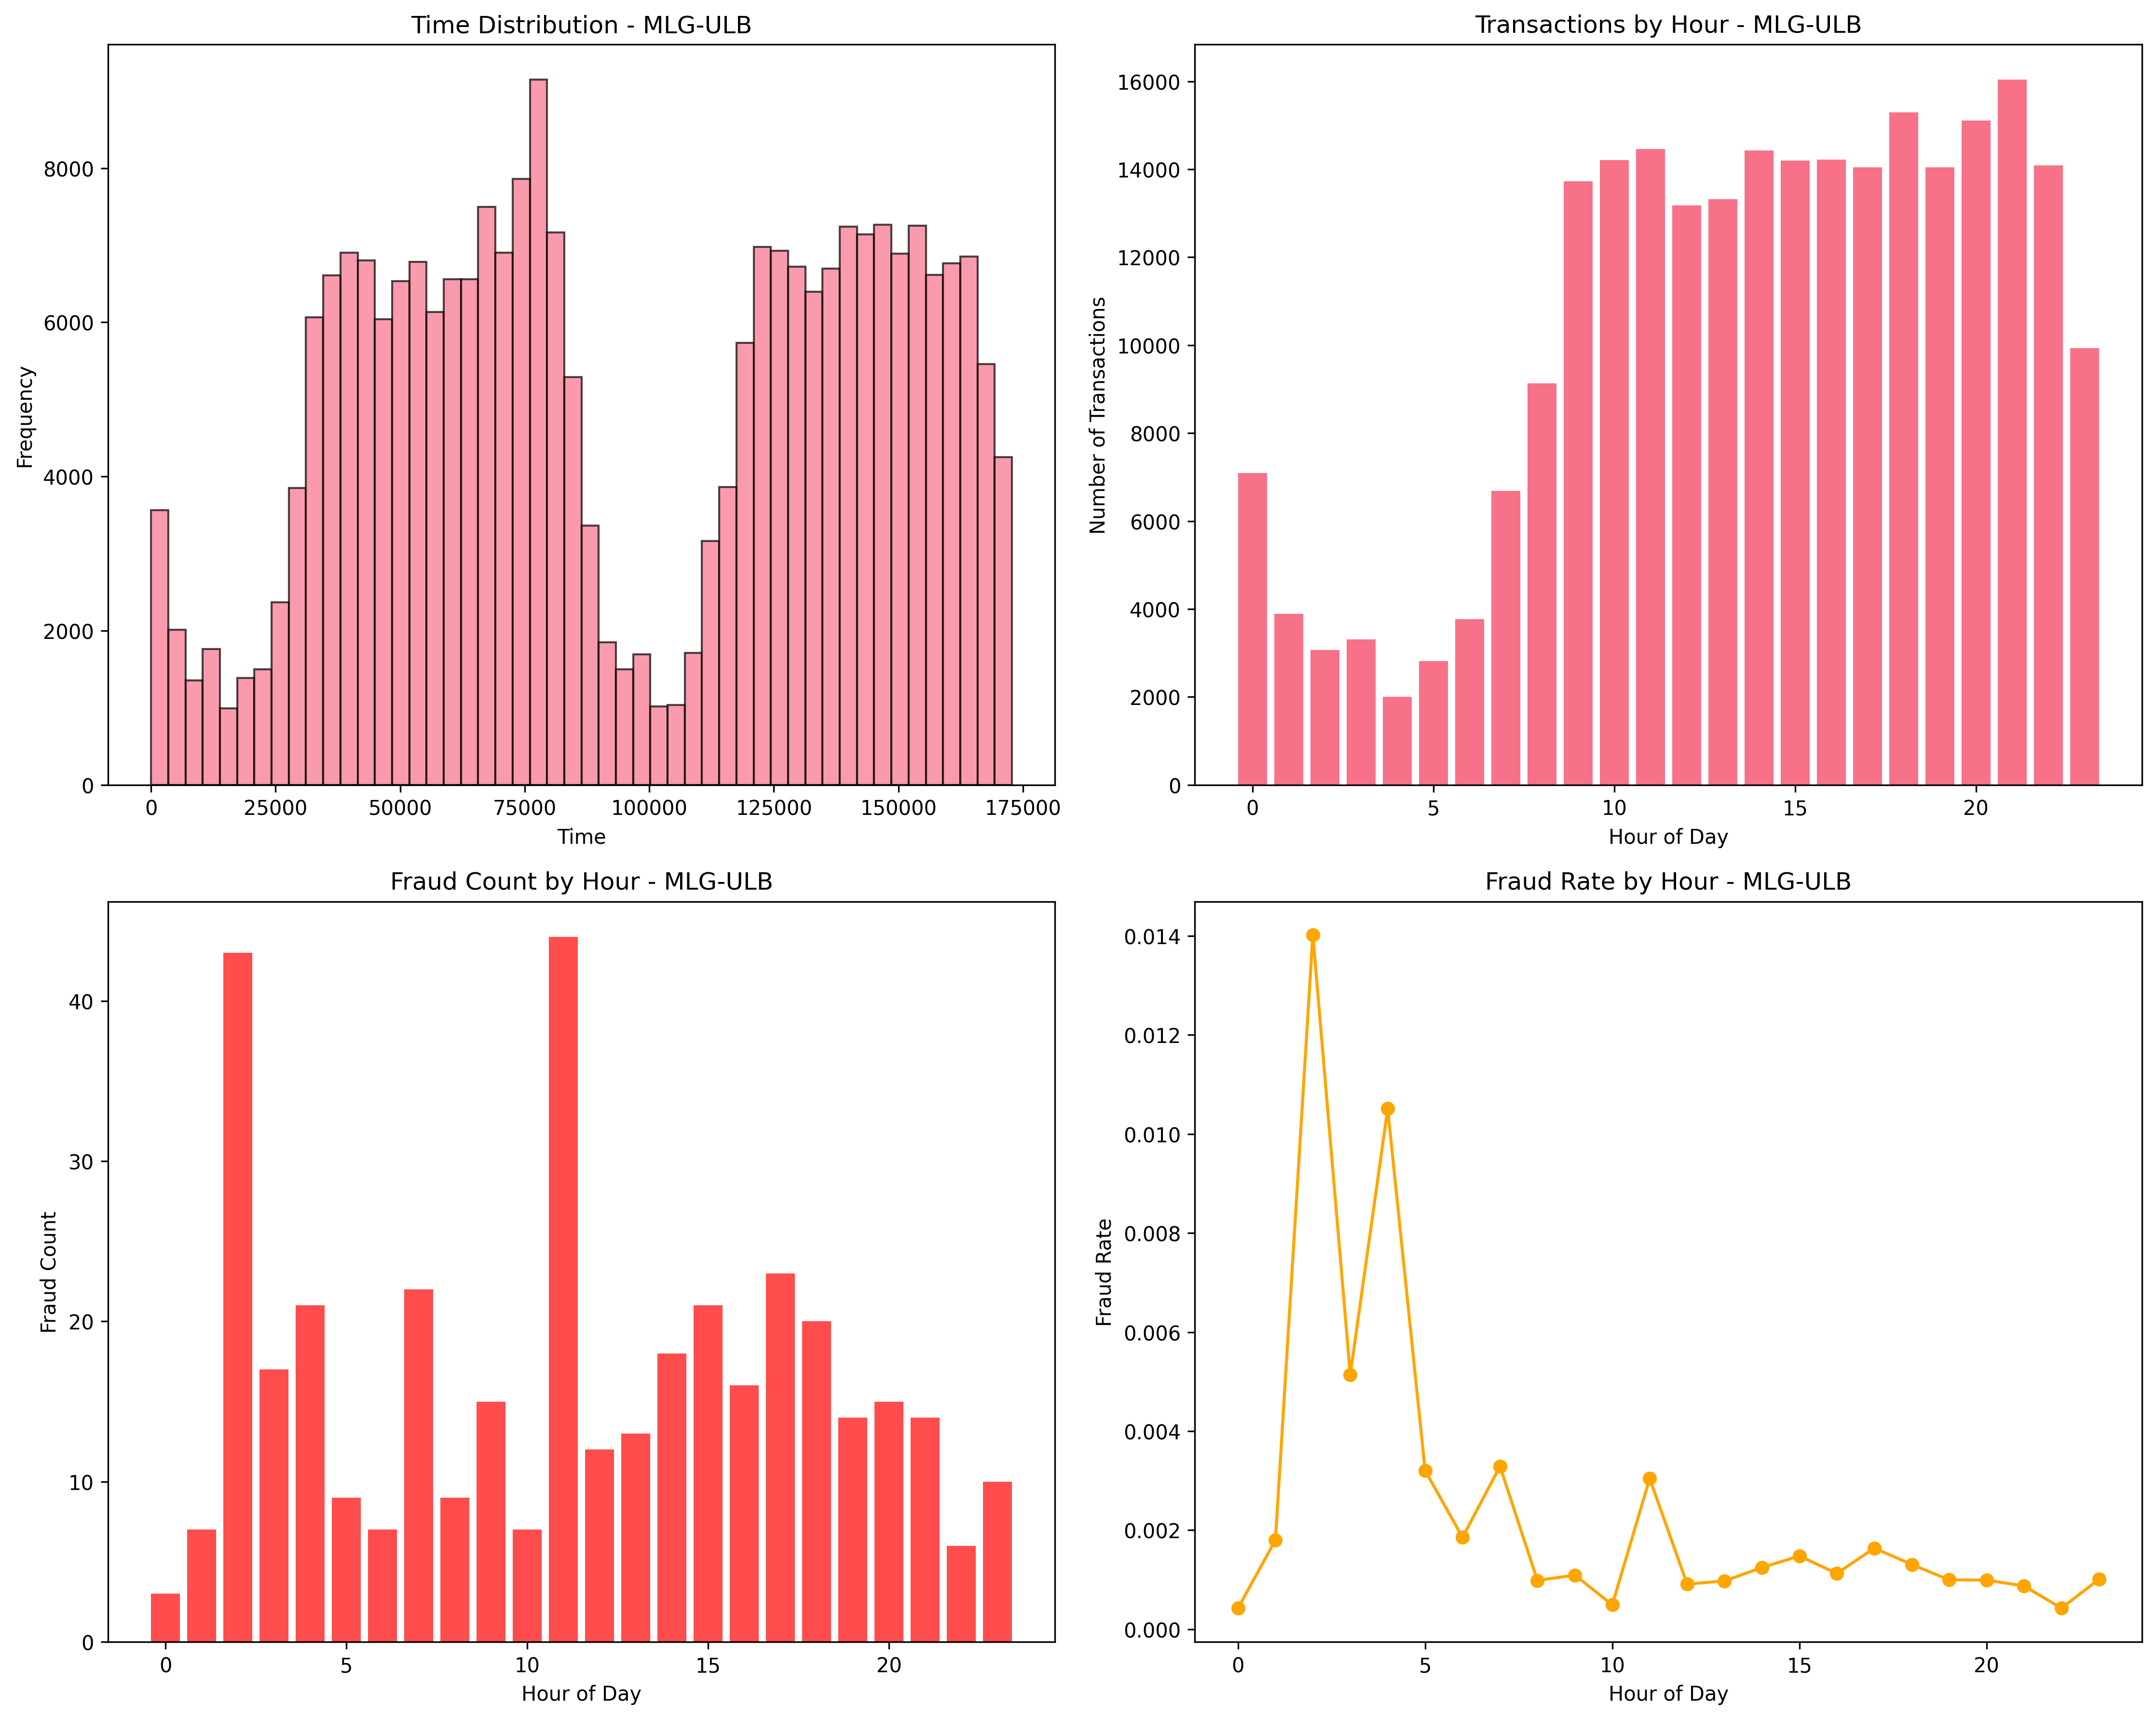 Time Distribution - MLG-ULB
Frequency
8000
6000
4000
2000
0
0 25000 50000 75000 100000 125000 150000 175000
Time
Transactions by Hour - MLG-ULB
Number of Transactions
16000
14000
12000
10000
8000
6000
4000
2000
0
0 5 10 15 20
Hour of Day
Fraud Count by Hour - MLG-ULB
Fraud Count
40
30
20
10
0
0 5 10 15 20
Hour of Day
Fraud Rate by Hour - MLG-ULB
Fraud Rate
0.014
0.012
0.010
0.008
0.006
0.004
0.002
0.000
0 5 10 15 20
Hour of Day